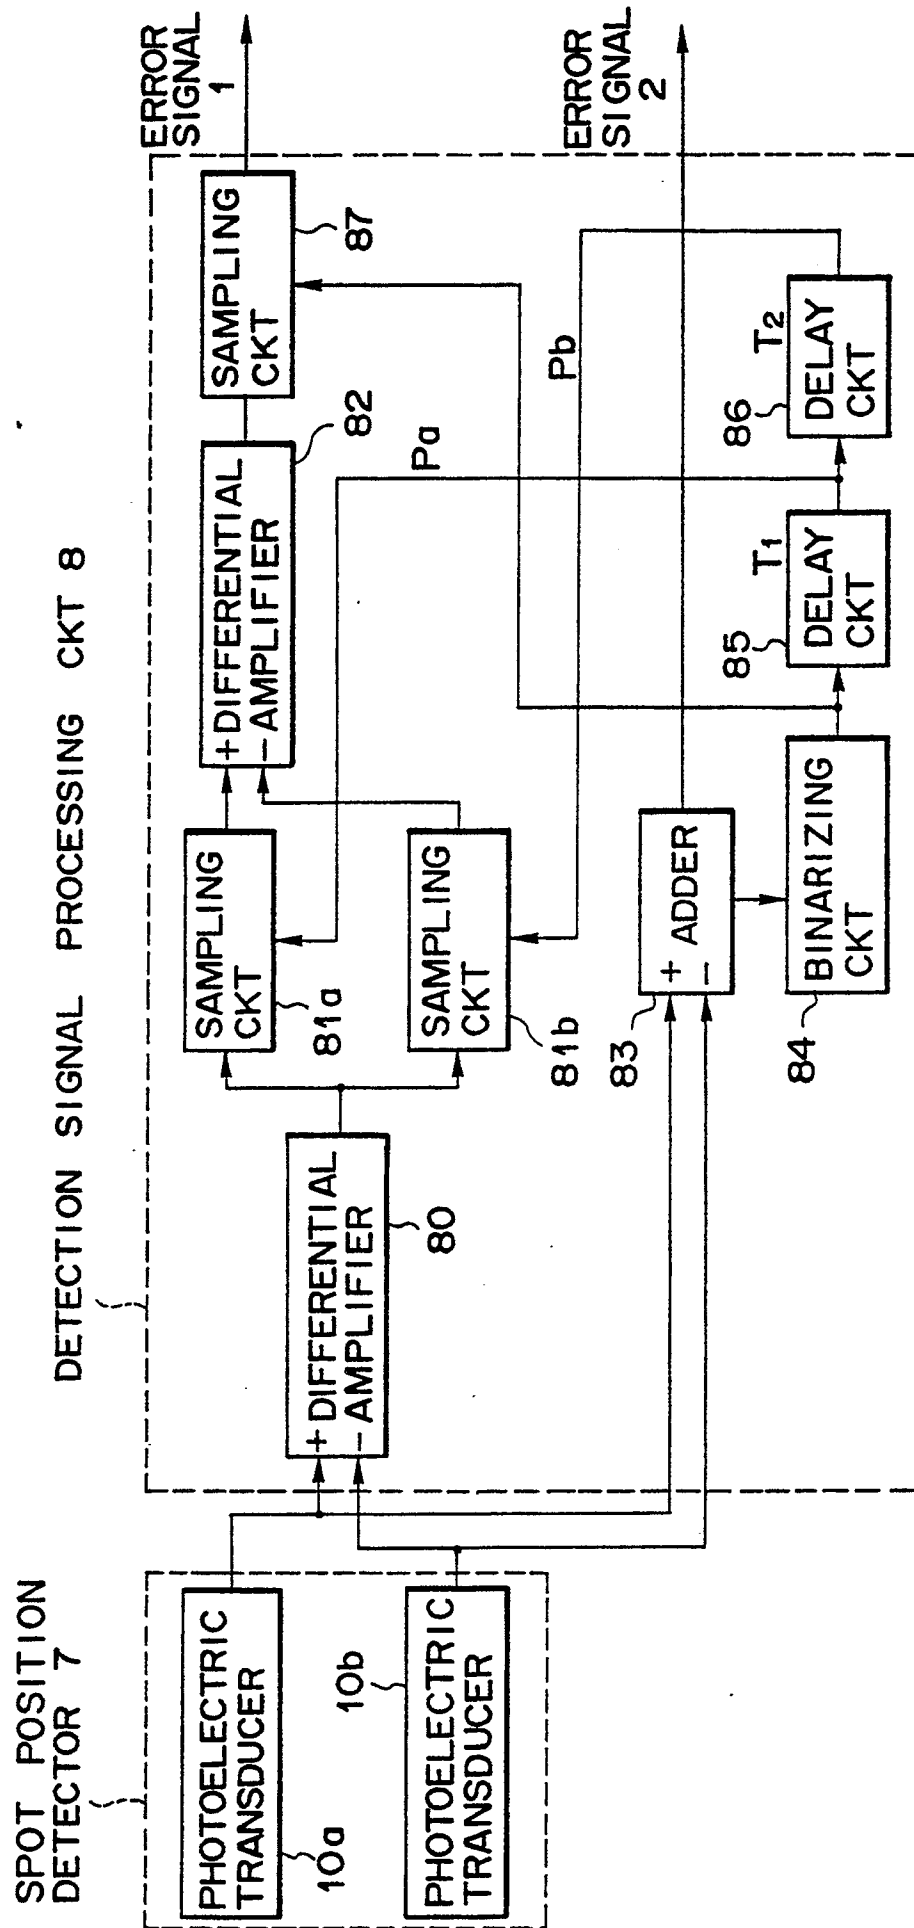 SPOT POSITION
DETECTOR 7
DETECTION SIGNAL PROCESSING CKT 8
PHOTOELECTRIC
TRANSDUCER
10a
PHOTOELECTRIC
TRANSDUCER
10b
+ DIFFERENTIAL
- AMPLIFIER
80
SAMPLING
CKT
81a
SAMPLING
CKT
81b
+ DIFFERENTIAL
- AMPLIFIER
82
SAMPLING
CKT
87
ERROR
SIGNAL
1
Pa
Pb
+ ADDER
-
83
ERROR
SIGNAL
2
BINARIZING
CKT
84
DELAY
CKT
85
T1
DELAY
CKT
86
T2